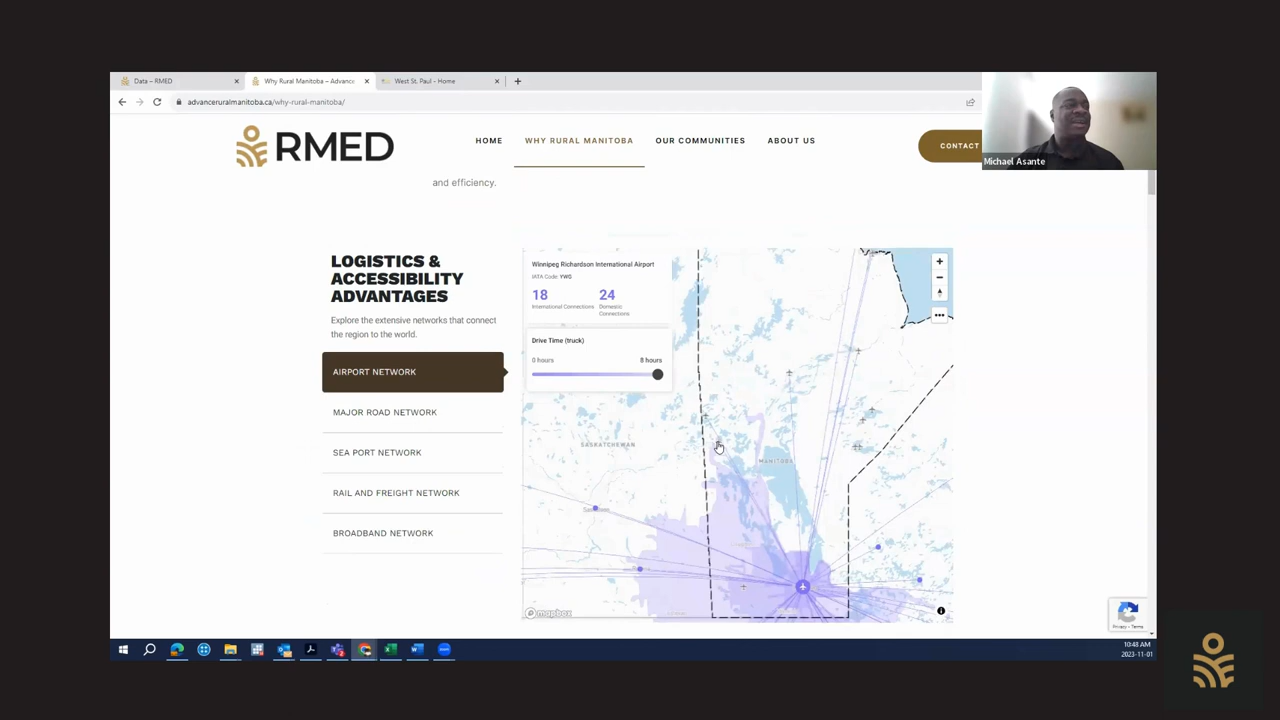 Data – RMED
Why Rural Manitoba – Advance
West St. Paul - Home
advanceruralmanitoba.ca/why-rural-manitoba/
RMED
HOME
WHY RURAL MANITOBA
OUR COMMUNITIES
ABOUT US
CONTACT
Michael Asante
and efficiency.
LOGISTICS &
ACCESSIBILITY
ADVANTAGES
Explore the extensive networks that connect
the region to the world.
AIRPORT NETWORK
MAJOR ROAD NETWORK
SEA PORT NETWORK
RAIL AND FREIGHT NETWORK
BROADBAND NETWORK
Winnipeg Richardson International Airport
IATA Code: YWG
18 24
International Connections Domestic
Connections
Drive Time (truck)
0 hours 8 hours
SASKATCHEWAN
MANITOBA
mapbox
Privacy - Terms
10:48 AM
2023-11-01